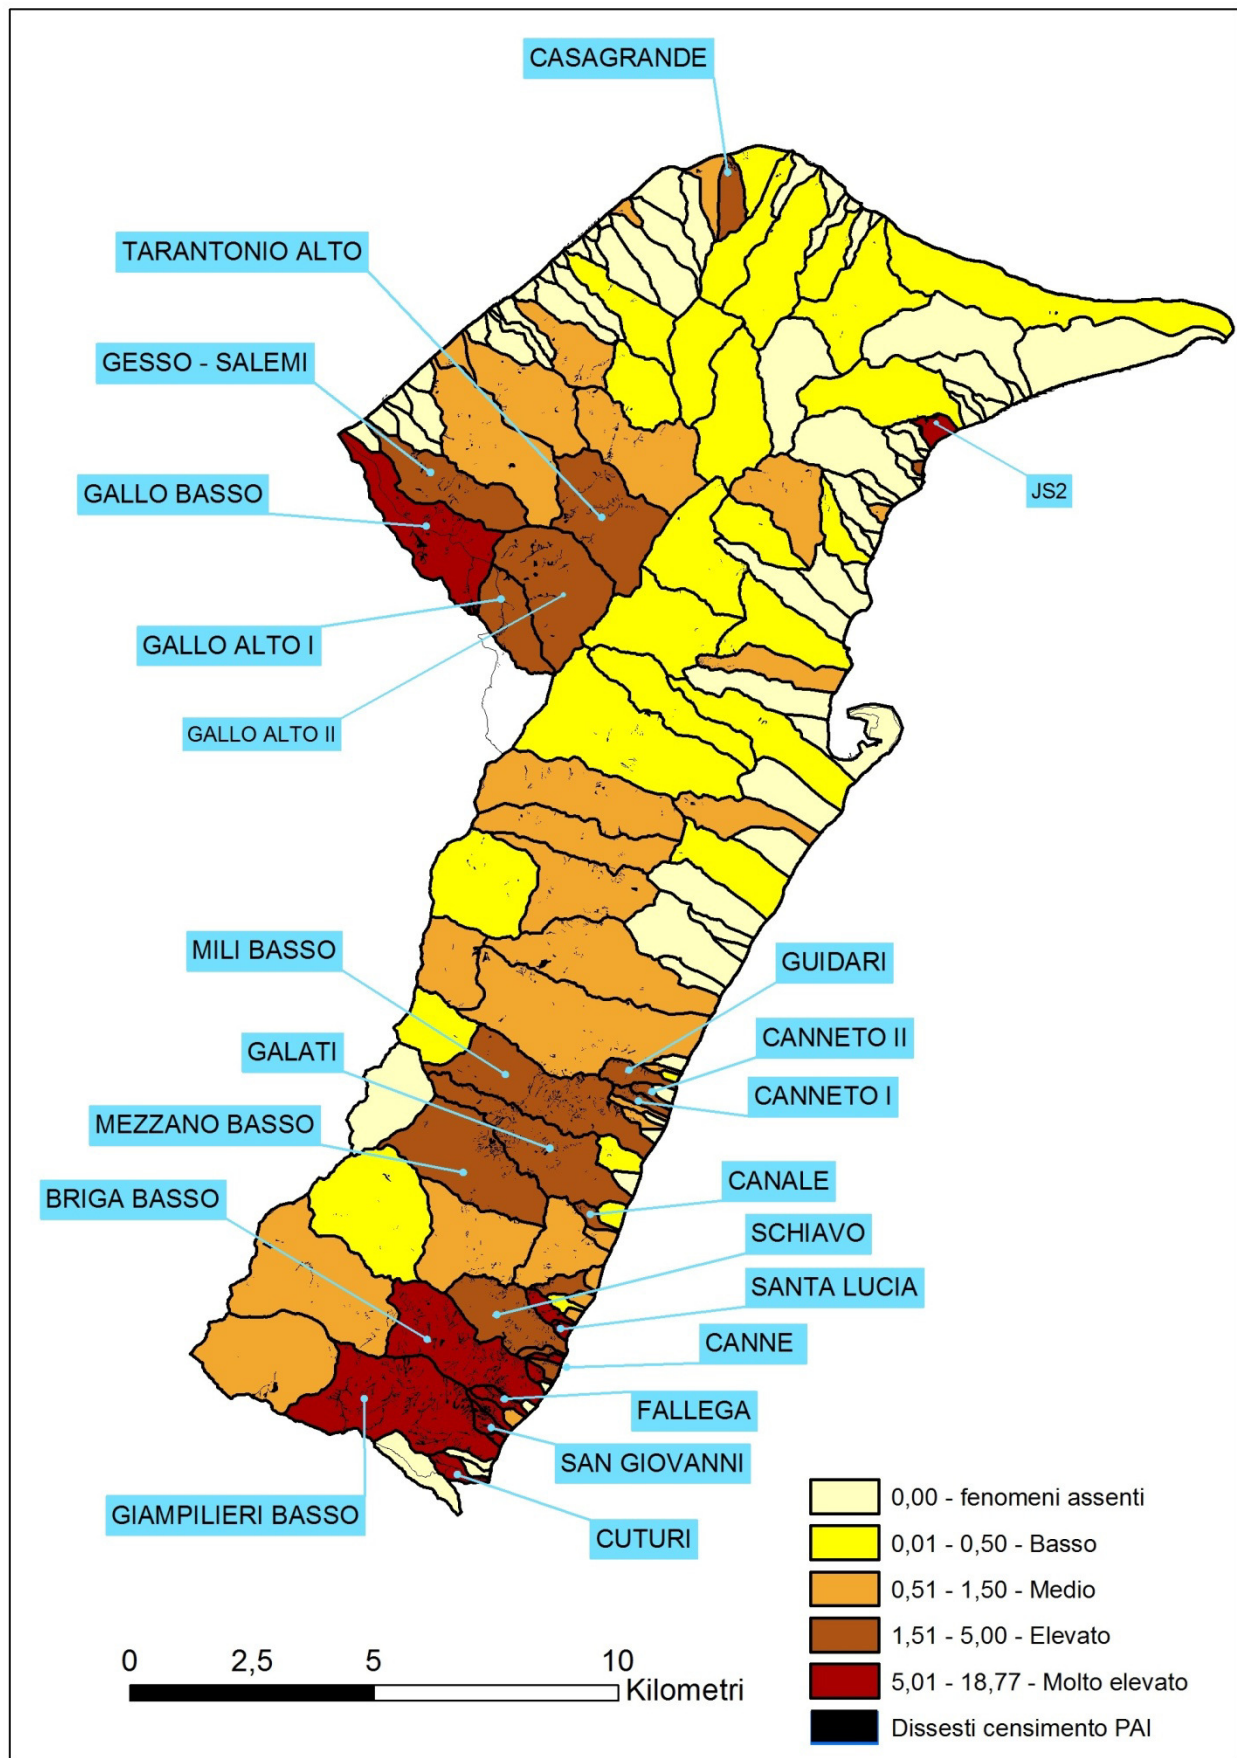 CASAGRANDE
TARANTONIO ALTO
GESSO - SALEMI
GALLO BASSO
JS2
GALLO ALTO I
GALLO ALTO II
MILI BASSO
GUIDARI
CANNETO II
GALATI
CANNETO I
MEZZANO BASSO
CANALE
BRIGA BASSO
SCHIAVO
SANTA LUCIA
CANNE
FALLEGA
SAN GIOVANNI
GIAMPILIERI BASSO
CUTURI
0,00 - fenomeni assenti
0,01 - 0,50 - Basso
0,51 - 1,50 - Medio
1,51 - 5,00 - Elevato
5,01 - 18,77 - Molto elevato
Dissesti censimento PAI
0 2,5 5 10
Kilometri